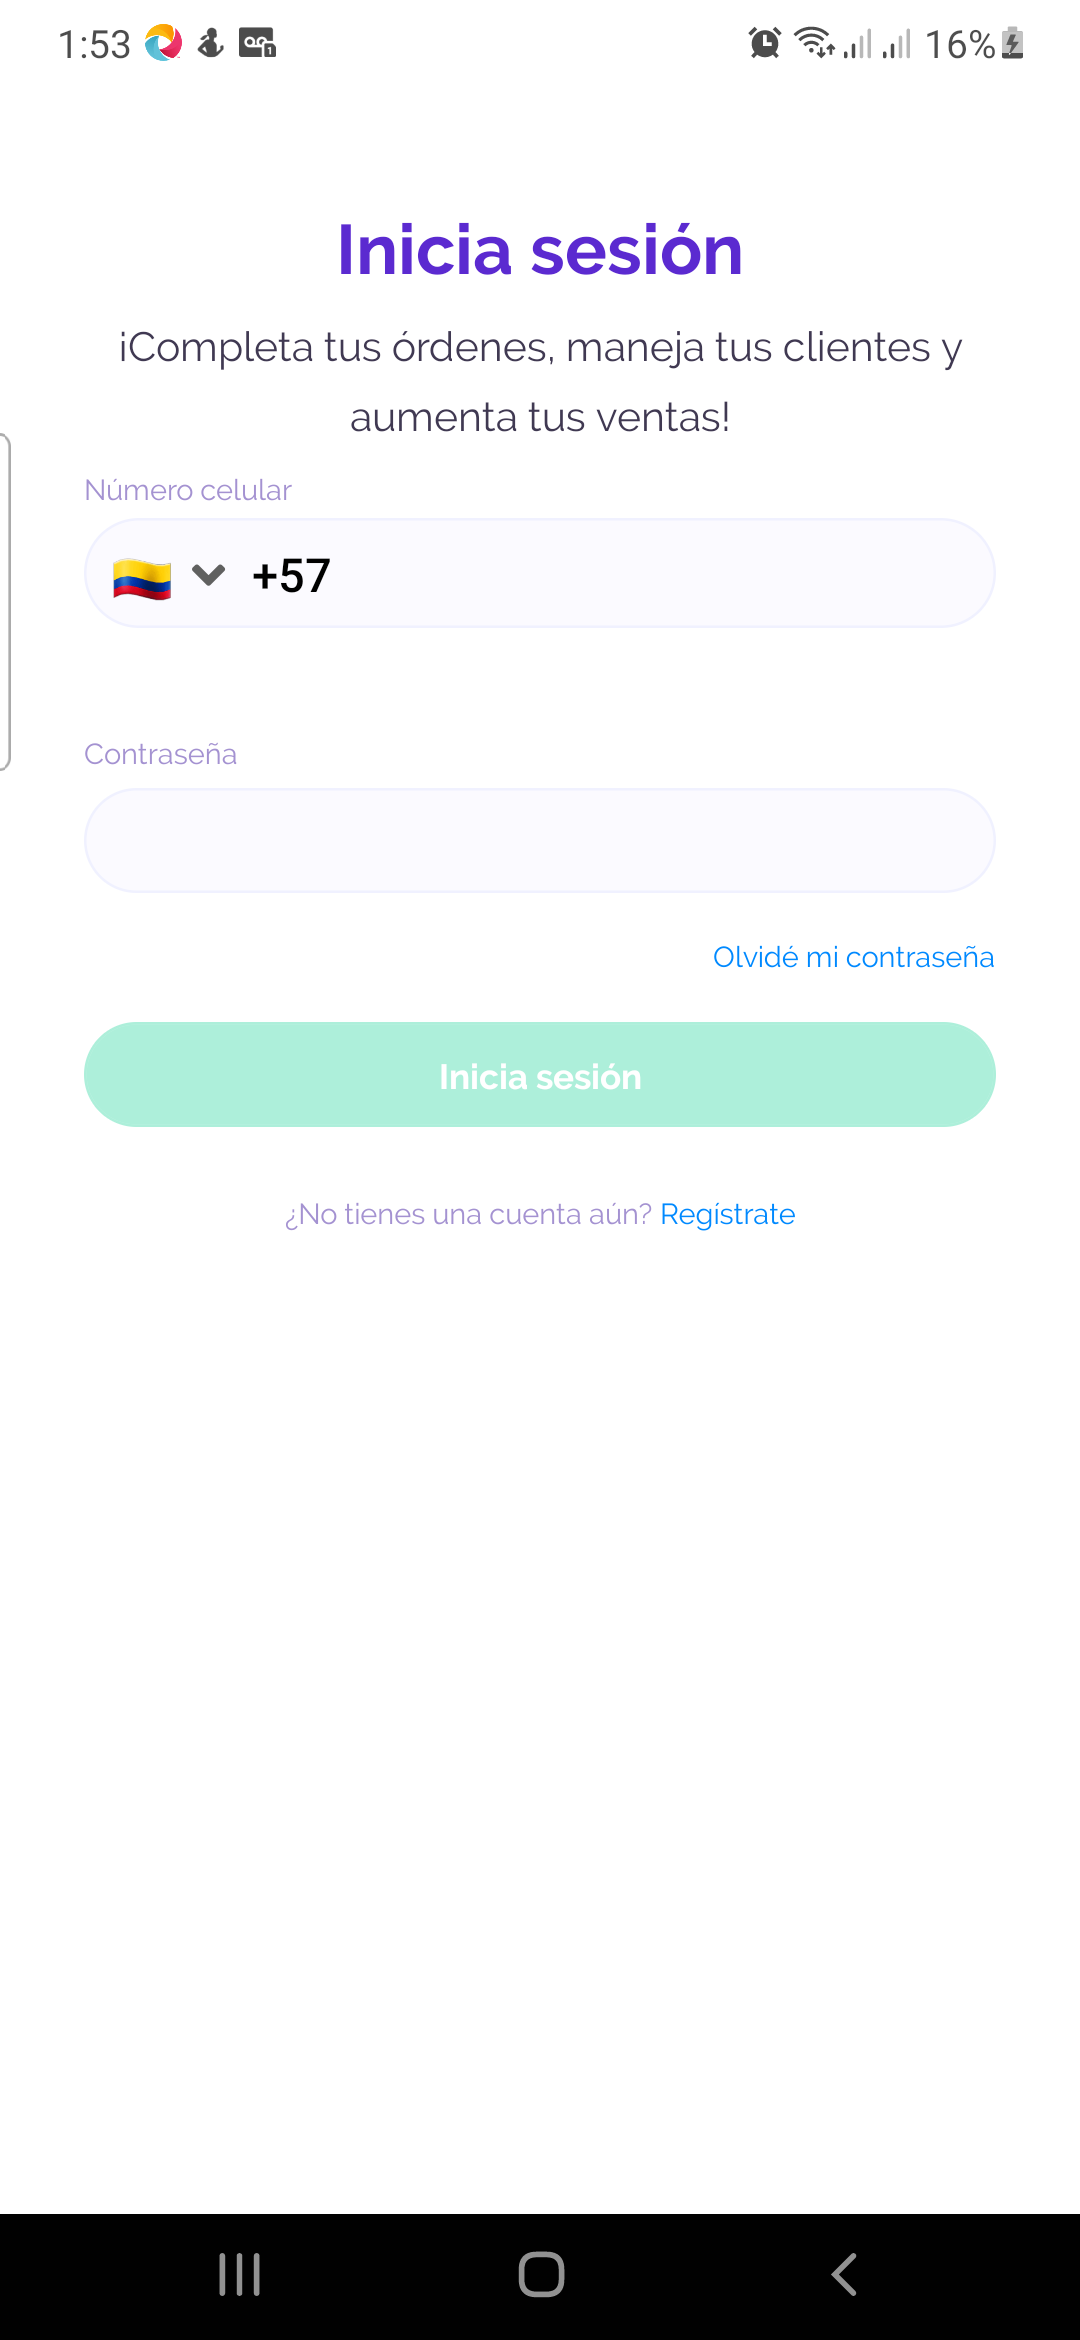 1:53
16%
Inicia sesión
¡Completa tus órdenes, maneja tus clientes y
aumenta tus ventas!
Número celular
+57
Contraseña
Olvidé mi contraseña
Inicia sesión
¿No tienes una cuenta aún? Regístrate